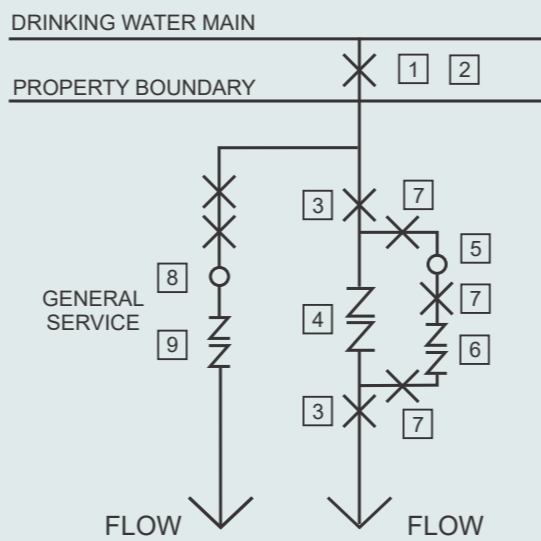 DRINKING WATER MAIN
1 2
PROPERTY BOUNDARY
3 7
5
8
7
GENERAL
SERVICE
4
9
6
3
7
FLOW
FLOW